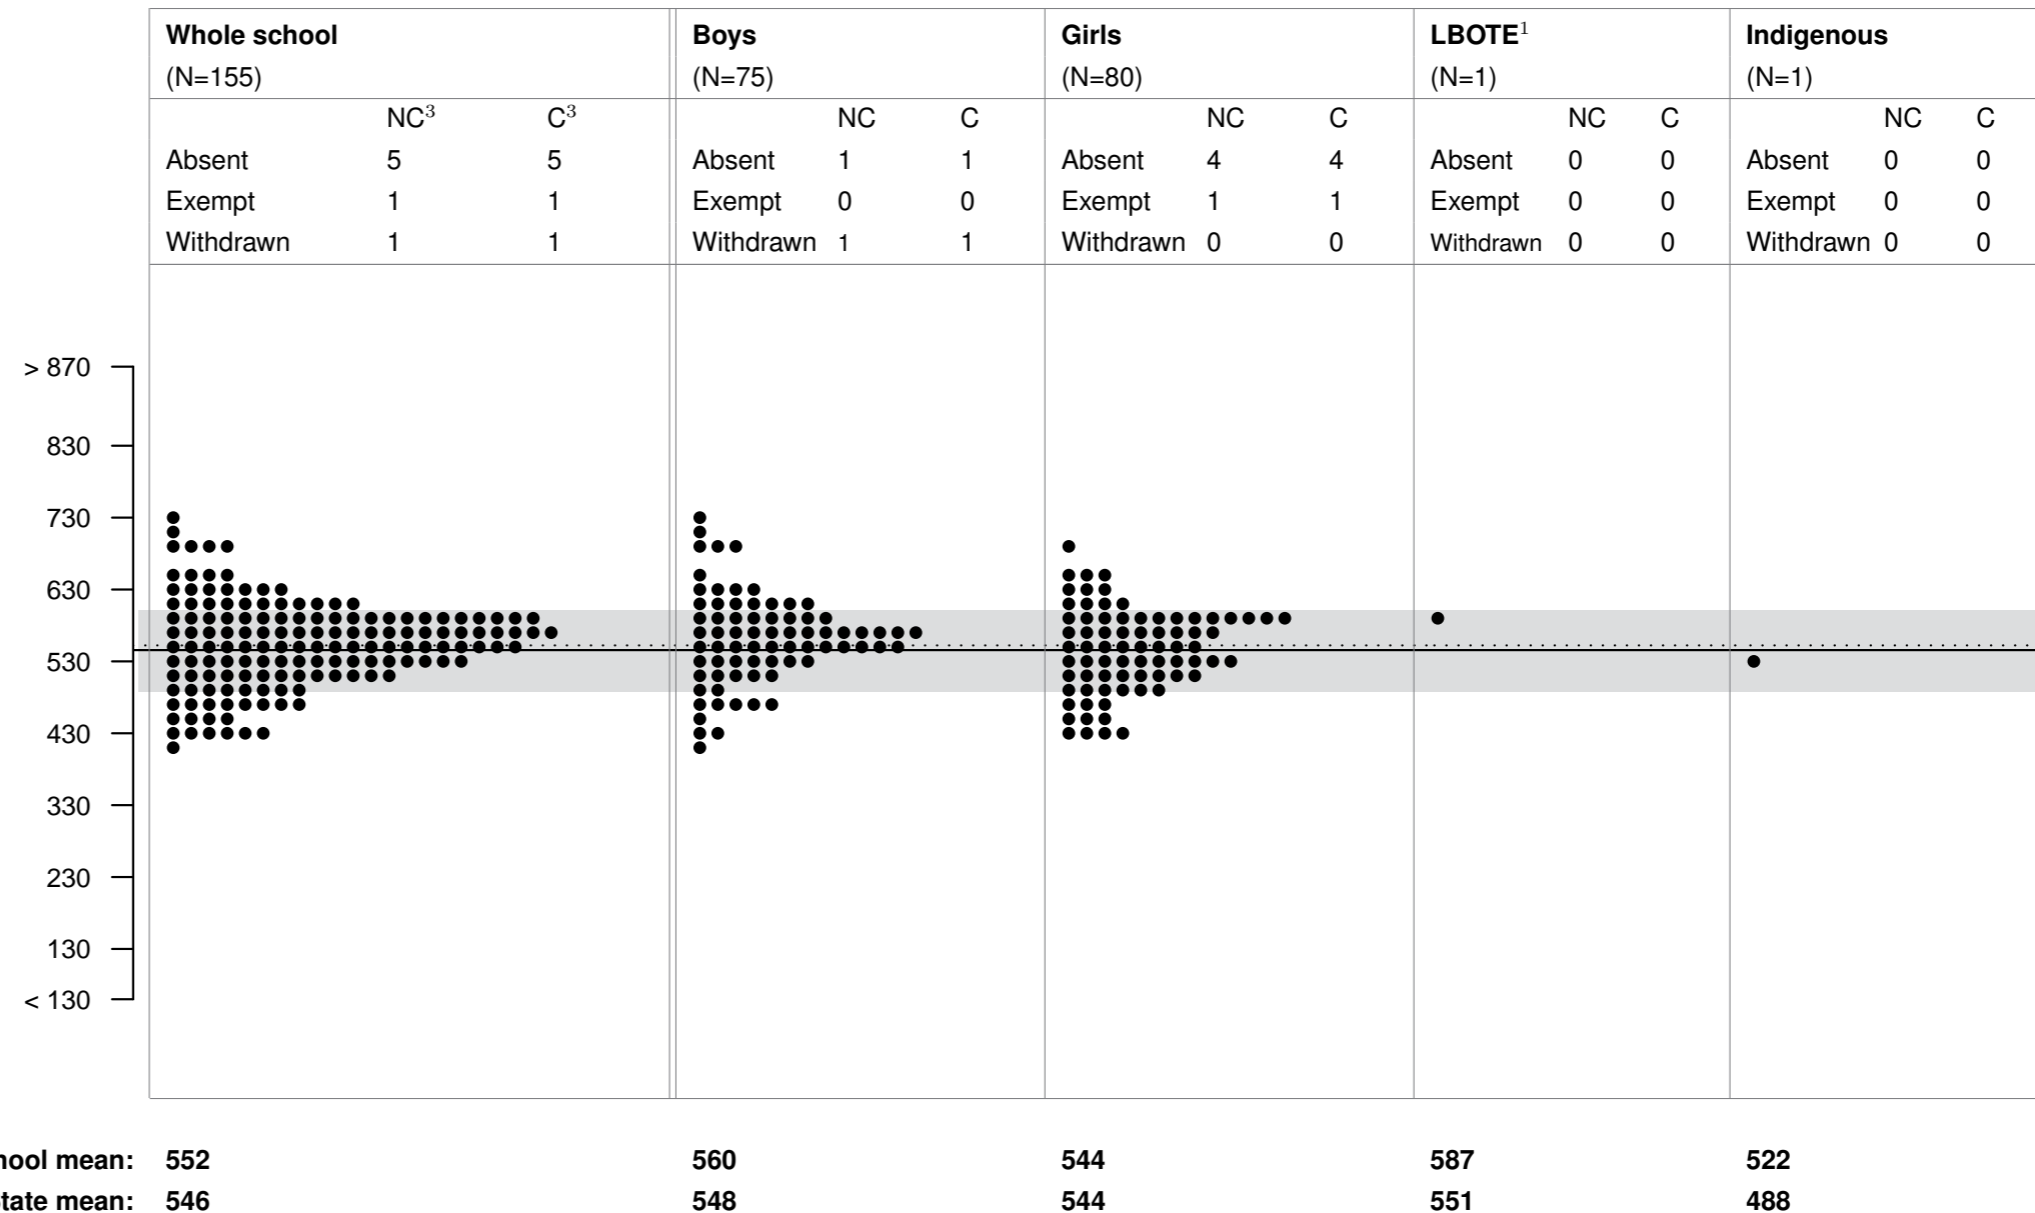 Whole school Boys Girls LBOTE¹ Indigenous
(N=155) (N=75) (N=80) (N=1) (N=1)
NC³ C³ NC C NC C NC C NC C
Absent 5 5 Absent 1 1 Absent 4 4 Absent 0 0 Absent 0 0
Exempt 1 1 Exempt 0 0 Exempt 1 1 Exempt 0 0 Exempt 0 0
Withdrawn 1 1 Withdrawn 1 1 Withdrawn 0 0 Withdrawn 0 0 Withdrawn 0 0
> 870
830
730
630
530
430
330
230
130
< 130
hool mean: 552 560 544 587 522
tate mean: 546 548 544 551 488